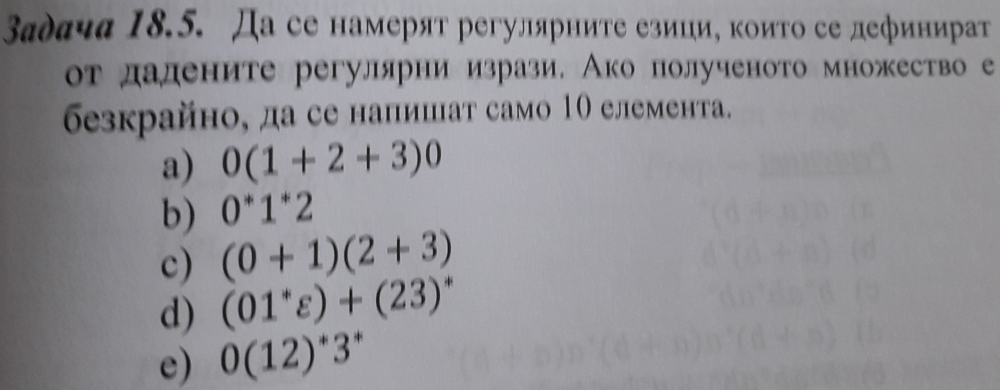 Задача 18.5. Да се намерят регулярните езици, които се дефинират
от дадените регулярни изрази. Ако полученото множество е
безкрайно, да се напишат само 10 елемента.
a) 0(1 + 2 + 3)0
b) 0*1*2
c) (0 + 1)(2 + 3)
d) (01*ε) + (23)*
e) 0(12)*3*